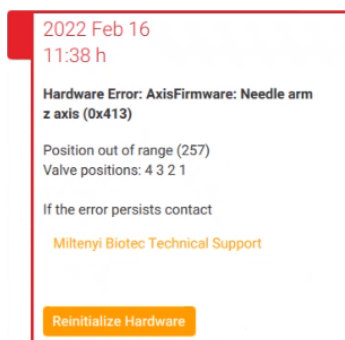 2022 Feb 16
11:38 h
Hardware Error: AxisFirmware: Needle arm
z axis (0x413)
Position out of range (257)
Valve positions: 4 3 2 1
If the error persists contact
Miltenyi Biotec Technical Support
Reinitialize Hardware